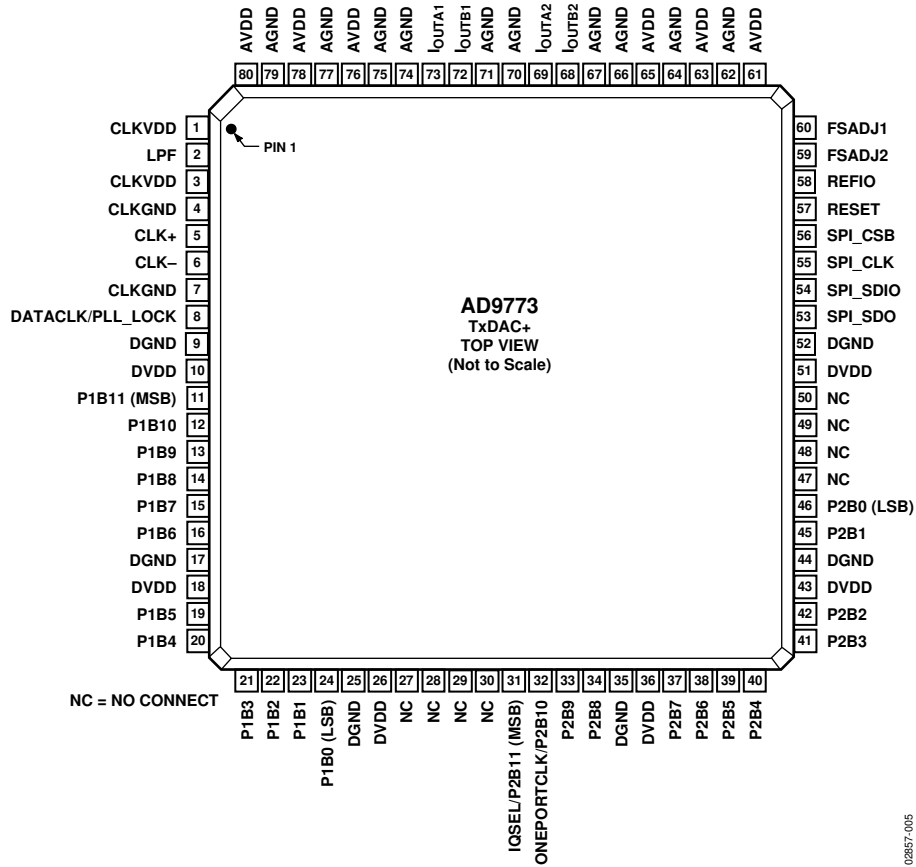 AVDD AGND AVDD AGND AVDD AGND AGND IOUTA1 IOUTB1 AGND AGND IOUTA2 IOUTB2 AGND AGND AVDD AGND AVDD AGND AVDD
80 79 78 77 76 75 74 73 72 71 70 69 68 67 66 65 64 63 62 61
CLKVDD 1
LPF 2
CLKVDD 3
CLKGND 4
CLK+ 5
CLK– 6
CLKGND 7
DATACLK/PLL_LOCK 8
DGND 9
DVDD 10
P1B11 (MSB) 11
P1B10 12
P1B9 13
P1B8 14
P1B7 15
P1B6 16
DGND 17
DVDD 18
P1B5 19
P1B4 20
PIN 1
AD9773
TxDAC+
TOP VIEW
(Not to Scale)
60 FSADJ1
59 FSADJ2
58 REFIO
57 RESET
56 SPI_CSB
55 SPI_CLK
54 SPI_SDIO
53 SPI_SDO
52 DGND
51 DVDD
50 NC
49 NC
48 NC
47 NC
46 P2B0 (LSB)
45 P2B1
44 DGND
43 DVDD
42 P2B2
41 P2B3
21 22 23 24 25 26 27 28 29 30 31 32 33 34 35 36 37 38 39 40
P1B3 P1B2 P1B1 P1B0 (LSB) DGND DVDD NC NC NC NC IQSEL/P2B11 (MSB) ONEPORTCLK/P2B10 P2B9 P2B8 DGND DVDD P2B7 P2B6 P2B5 P2B4
NC = NO CONNECT
02857-005